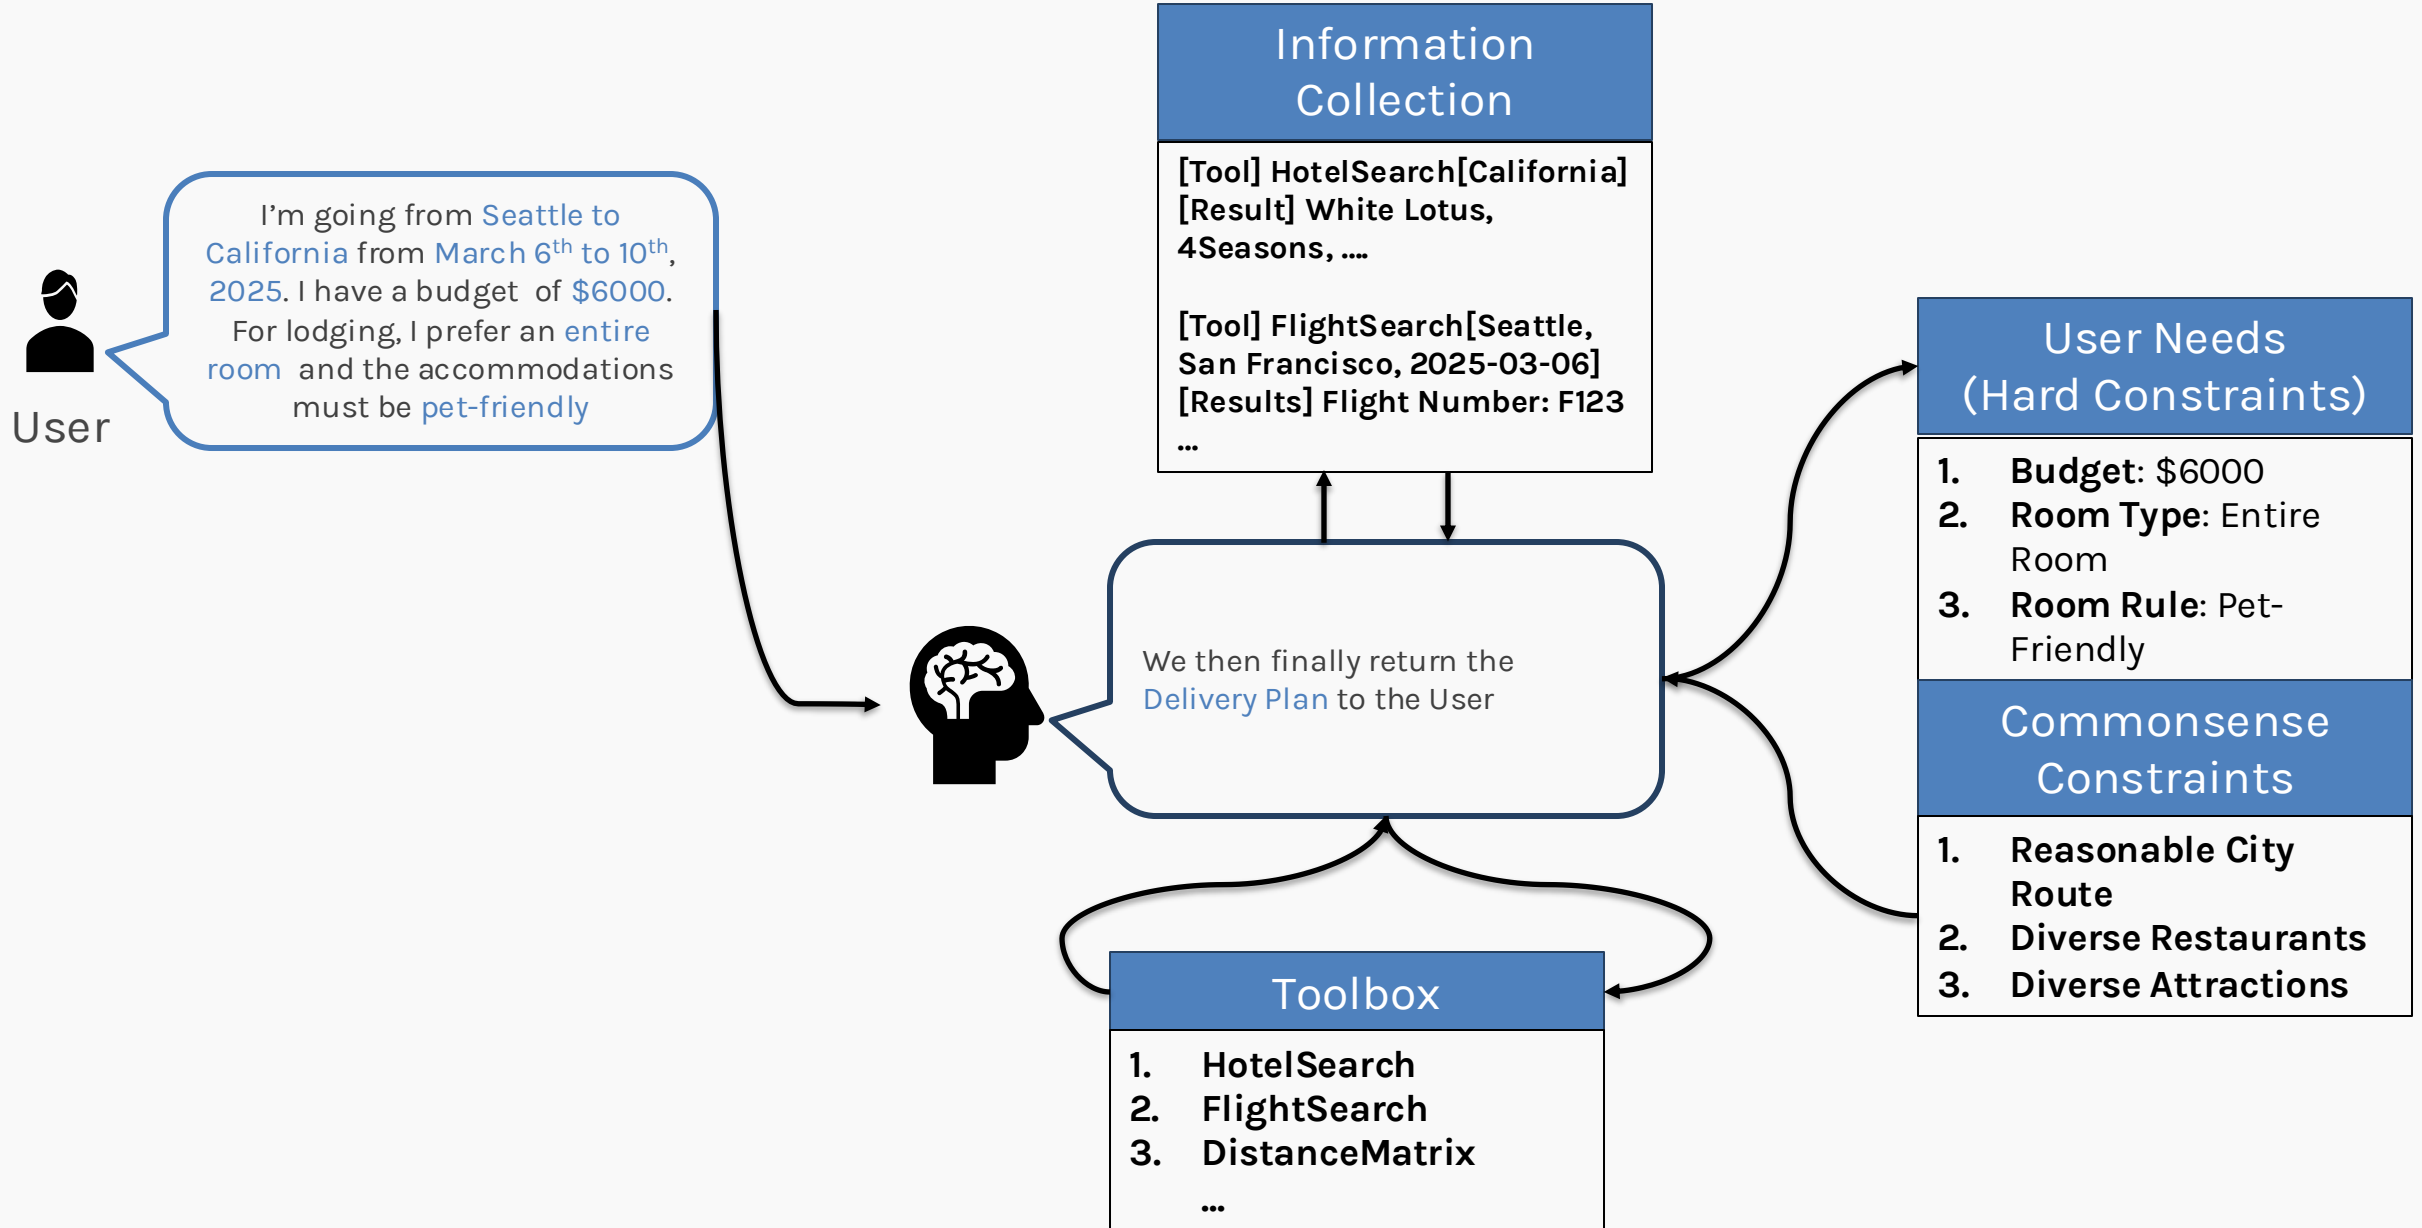 Information
Collection
[Tool] HotelSearch[California]
[Result] White Lotus,
4Seasons, ....
[Tool] FlightSearch[Seattle,
San Francisco, 2025-03-06]
[Results] Flight Number: F123
...
I’m going from Seattle to
California from March 6th to 10th,
2025. I have a budget of $6000.
For lodging, I prefer an entire
room and the accommodations
must be pet-friendly
User
We then finally return the
Delivery Plan to the User
User Needs
(Hard Constraints)
1. Budget: $6000
2. Room Type: Entire
Room
3. Room Rule: Pet-
Friendly
Commonsense
Constraints
1. Reasonable City
Route
2. Diverse Restaurants
3. Diverse Attractions
Toolbox
1. HotelSearch
2. FlightSearch
3. DistanceMatrix
...